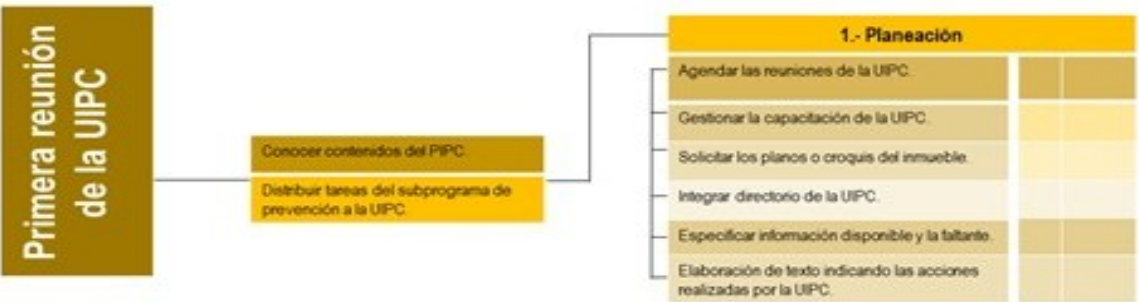 Primera reunión
de la UIPC
Conocer contenidos del PIPC.
Distribuir tareas del subprograma de
prevención a la UIPC.
1.- Planeación
Agendar las reuniones de la UIPC.
Gestionar la capacitación de la UIPC.
Solicitar los planos o croquis del inmueble.
Integrar directorio de la UIPC.
Especificar información disponible y la faltante.
Elaboración de texto indicando las acciones
realizadas por la UIPC.